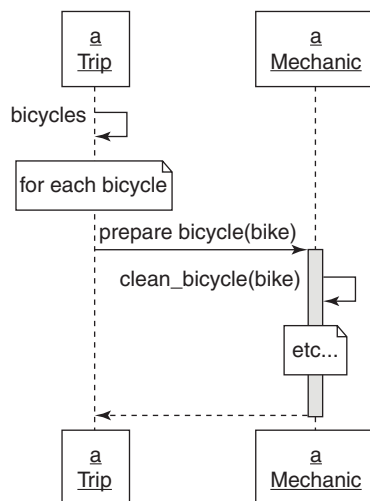 a
Trip
a
Mechanic
bicycles
for each bicycle
prepare bicycle(bike)
clean_bicycle(bike)
etc...
a
Trip
a
Mechanic